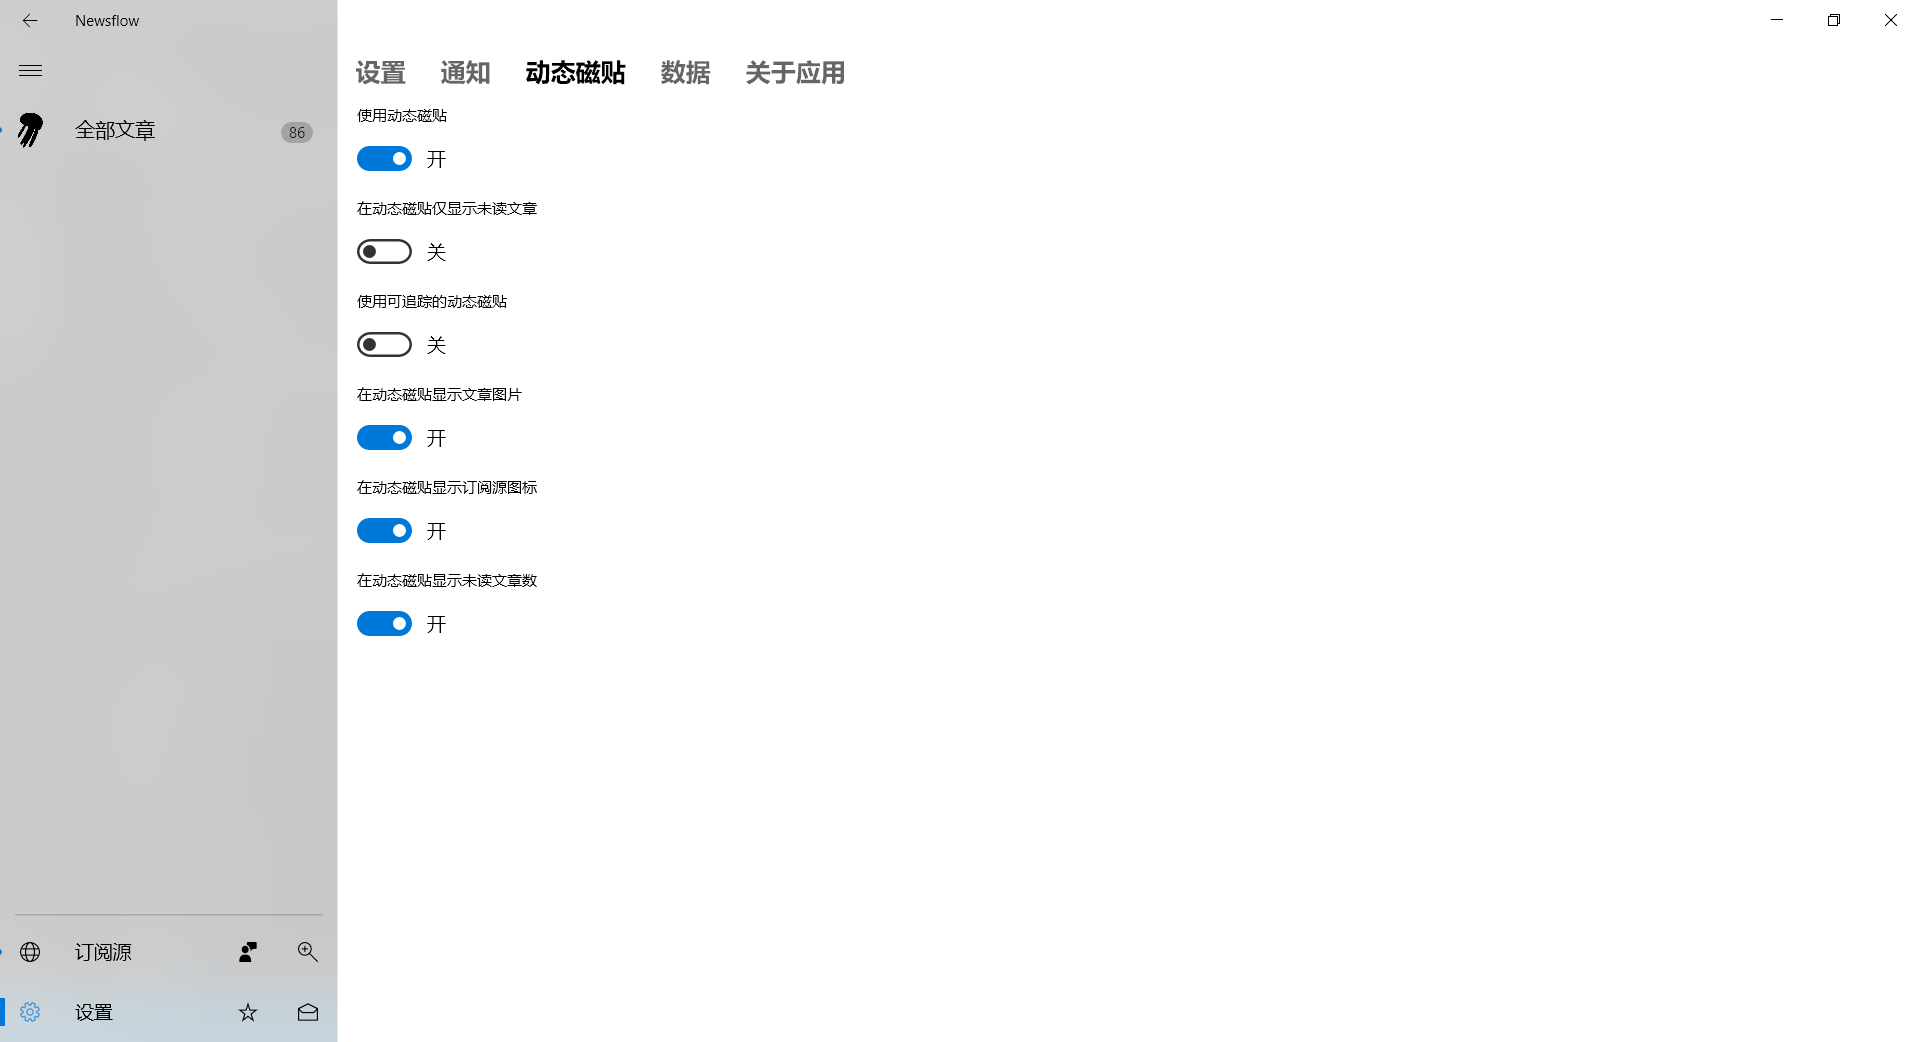 Newsflow
全部文章
86
订阅源
设置
设置 通知 动态磁贴 数据 关于应用
使用动态磁贴
开
在动态磁贴仅显示未读文章
关
使用可追踪的动态磁贴
关
在动态磁贴显示文章图片
开
在动态磁贴显示订阅源图标
开
在动态磁贴显示未读文章数
开